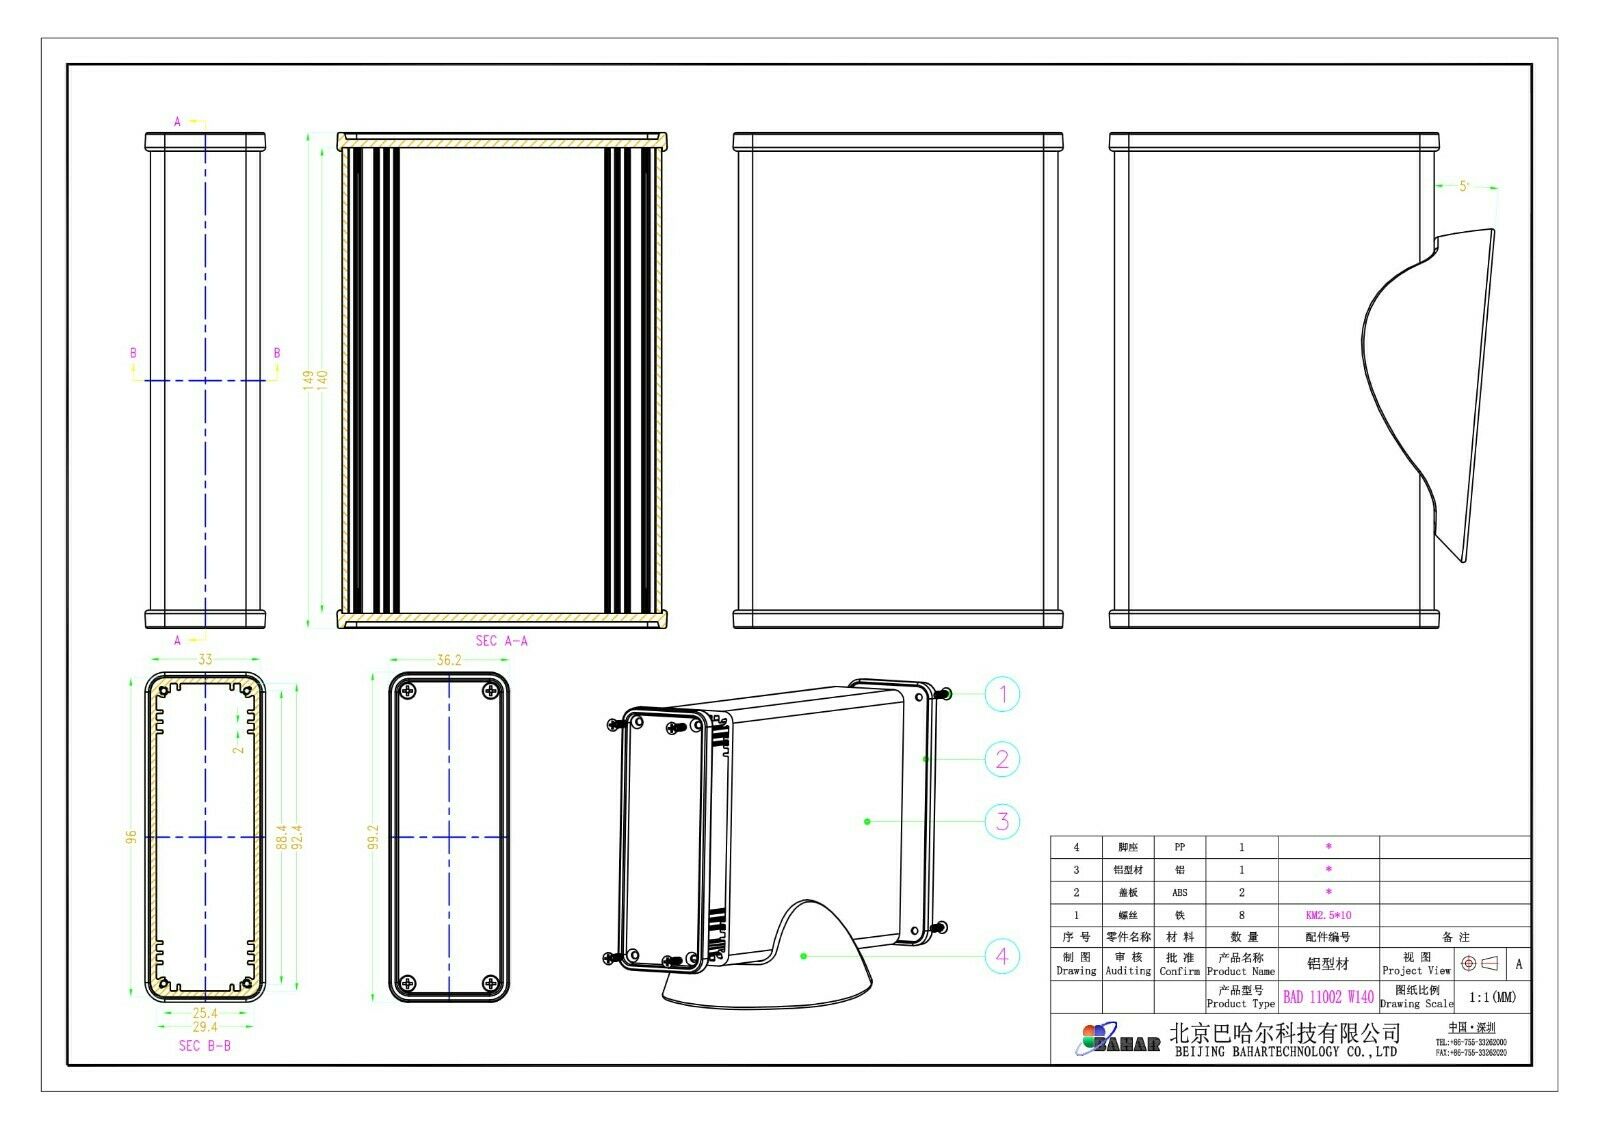 A
B B
149
140
5°
A
SEC A-A
33
36.2
2
96
88.4
92.4
99.2
25.4
29.4
SEC B-B
1
2
3
4
4 脚座 PP 1 *
3 铝型材 铝 1 *
2 盖板 ABS 2 *
1 螺丝 铁 8 KM2.5*10
序 号 零件名称 材 料 数 量 配件编号 备 注
制 图 审 核 批 准 产品名称 铝型材 视 图 A
Drawing Auditing Confirm Product Name Project View
产品型号 BAD 11002 W140 图纸比例 1:1(MM)
Product Type Drawing Scale
BAHAR 北京巴哈尔科技有限公司 中国·深圳
BEIJING BAHARTECHNOLOGY CO.,LTD
TEL:+86-755-33262000
FAX:+86-755-33262020